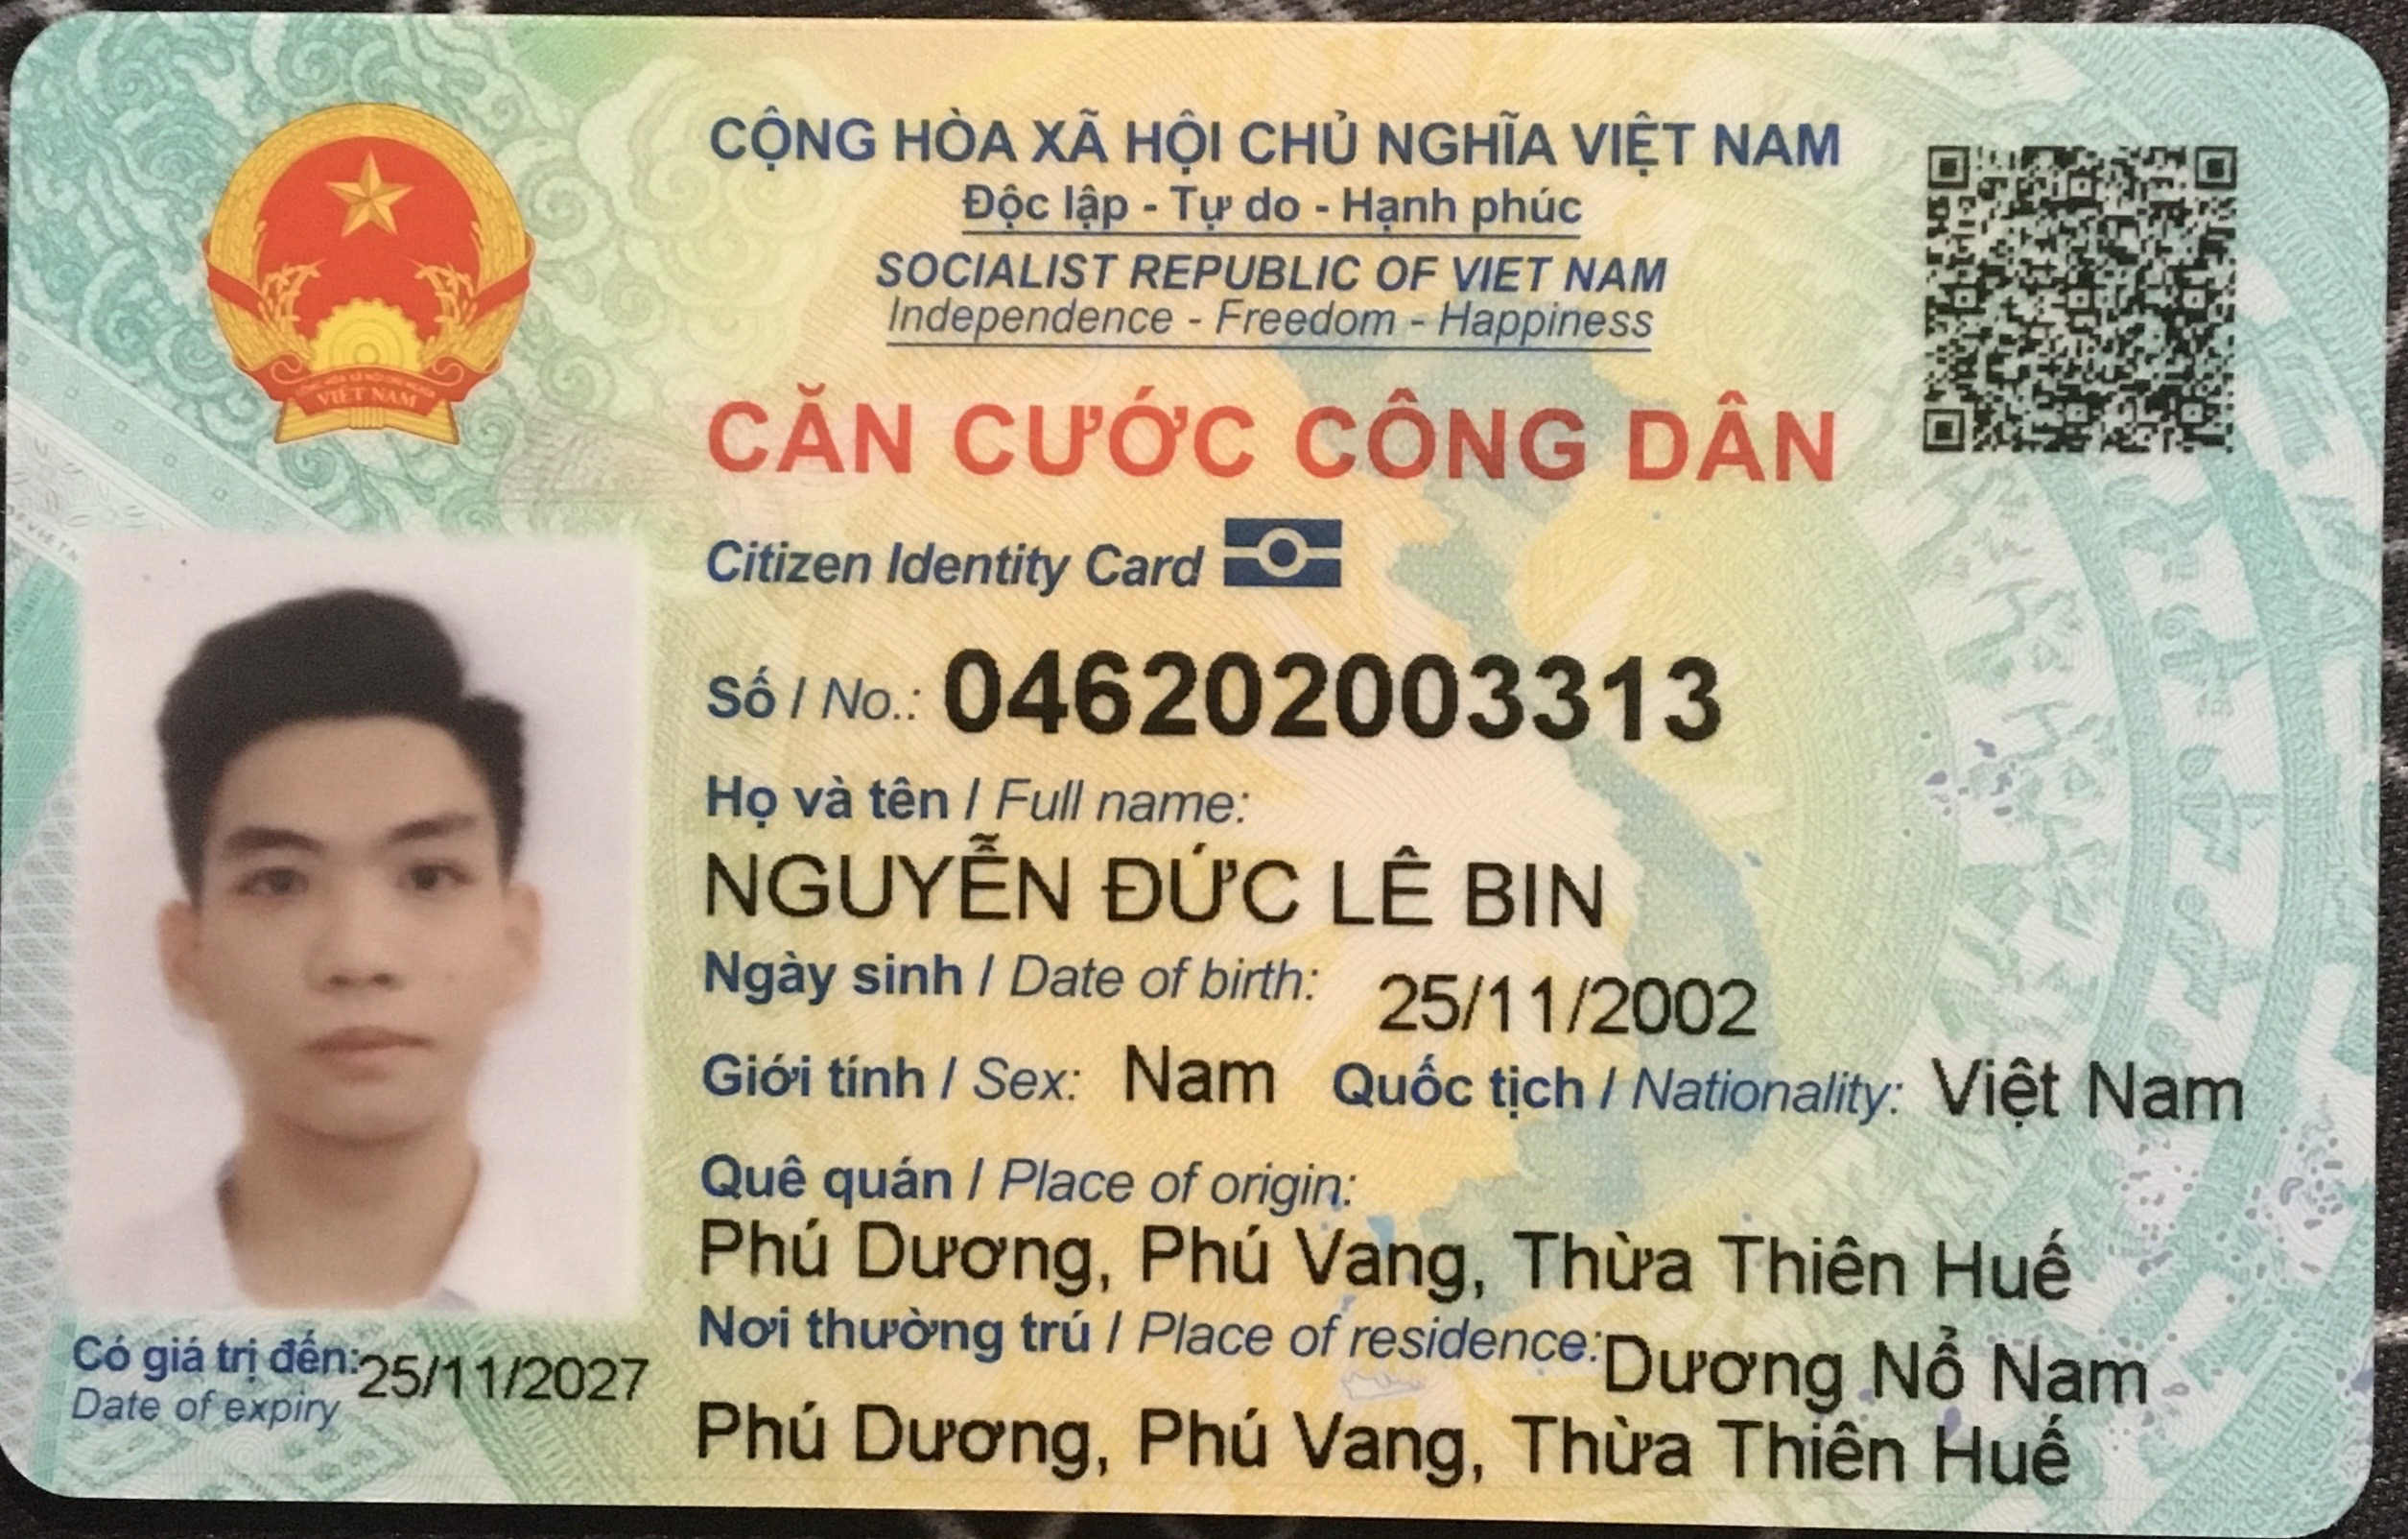 CỘNG HÒA XÃ HỘI CHỦ NGHĨA VIỆT NAM
Độc lập - Tự do - Hạnh phúc
SOCIALIST REPUBLIC OF VIET NAM
Independence - Freedom - Happiness
VIỆT NAM
CĂN CƯỚC CÔNG DÂN
Citizen Identity Card
Số / No.: 046202003313
Họ và tên / Full name:
NGUYỄN ĐỨC LÊ BIN
Ngày sinh / Date of birth: 25/11/2002
Giới tính / Sex: Nam Quốc tịch / Nationality: Việt Nam
Quê quán / Place of origin:
Phú Dương, Phú Vang, Thừa Thiên Huế
Nơi thường trú / Place of residence: Dương Nổ Nam
Phú Dương, Phú Vang, Thừa Thiên Huế
Có giá trị đến: 25/11/2027
Date of expiry